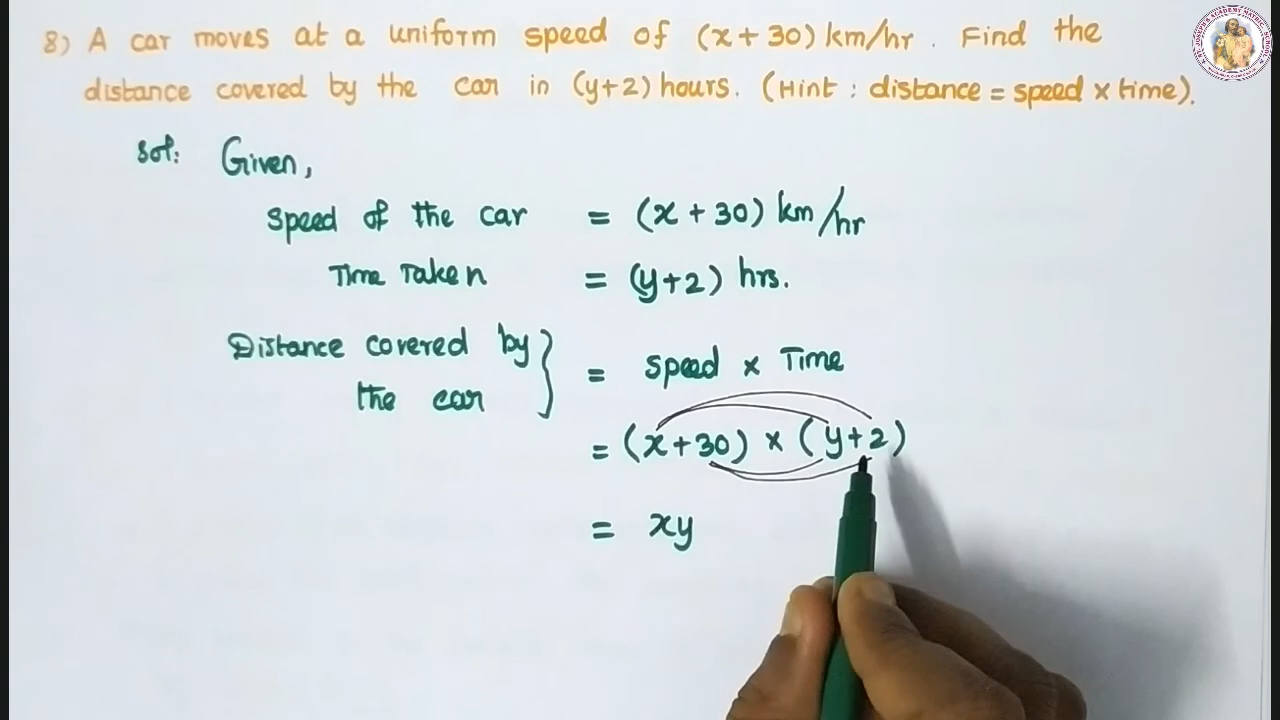 8) A car moves at a uniform speed of (x + 30) km/hr. Find the
distance covered by the car in (y+2) hours. (Hint : distance = speed × time).
Sol: Given,
Speed of the car = (x + 30) km/hr
Time Taken = (y+2) hrs.
Distance covered by
the car } = speed × Time
= (x+30) × (y+2)
= xy